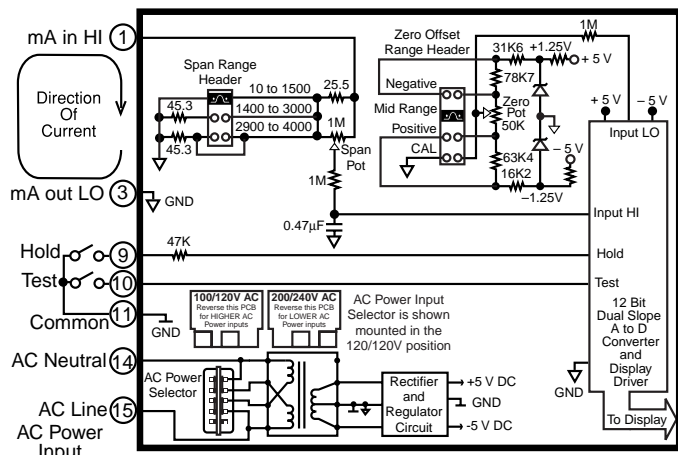 mA in HI 1
Direction
Of
Current
mA out LO 3
GND
Span Range
Header
10 to 1500
1400 to 3000
2900 to 4000
45.3
45.3
25.5
1M
Span
Pot
1M
0.47µF
Zero Offset
Range Header
Negative
Mid Range
Positive
CAL
31K6
+1.25V
+ 5 V
78K7
Zero
Pot
50K
63K4
16K2
–1.25V
– 5 V
1M
+ 5 V
– 5 V
Input LO
Input HI
Hold
Test
12 Bit
Dual Slope
A to D
Converter
and
Display
Driver
GND
To Display
Hold 9
47K
Test 10
Common 11
GND
100/120V AC
Reverse this PCB
for HIGHER AC
Power inputs
200/240V AC
Reverse this PCB
for LOWER AC
Power inputs
AC Power Input
Selector is shown
mounted in the
120/120V position
AC Neutral 14
AC Line 15
AC Power
Input
AC Power
Selector
Rectifier
and
Regulator
Circuit
+5 V DC
GND
-5 V DC